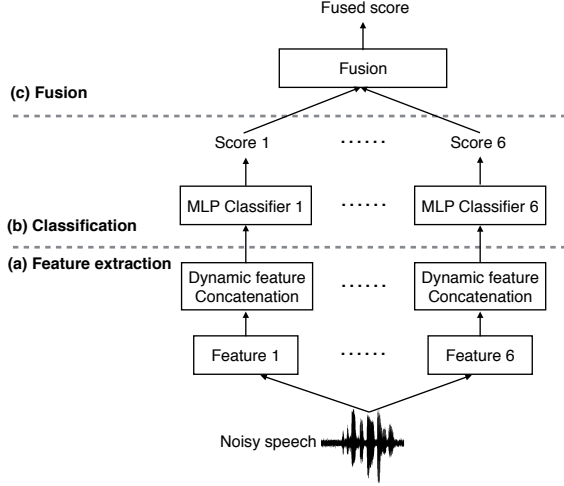 Fused score
Fusion
(c) Fusion
Score 1 ...... Score 6
MLP Classifier 1 ...... MLP Classifier 6
(b) Classification
(a) Feature extraction
Dynamic feature
Concatenation
......
Dynamic feature
Concatenation
Feature 1 ...... Feature 6
Noisy speech